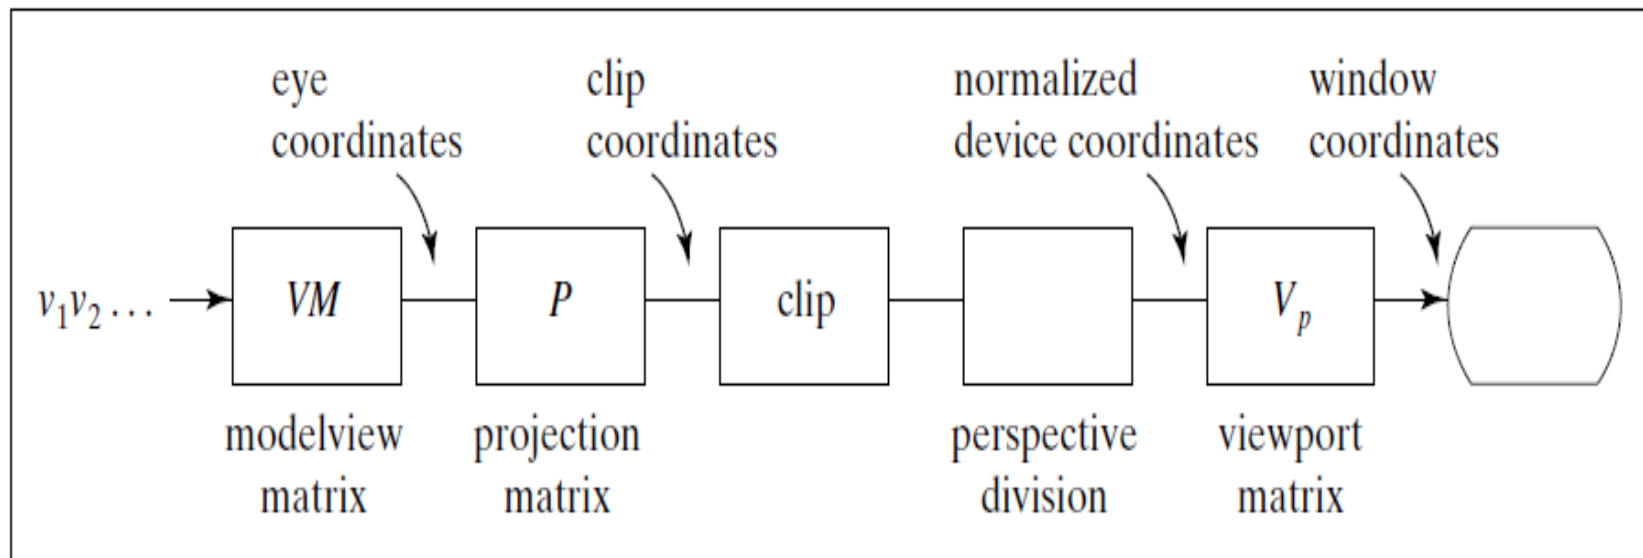 eye
coordinates
clip
coordinates
normalized
device coordinates
window
coordinates
v₁v₂ ...
VM
P
clip
Vₚ
modelview
matrix
projection
matrix
perspective
division
viewport
matrix